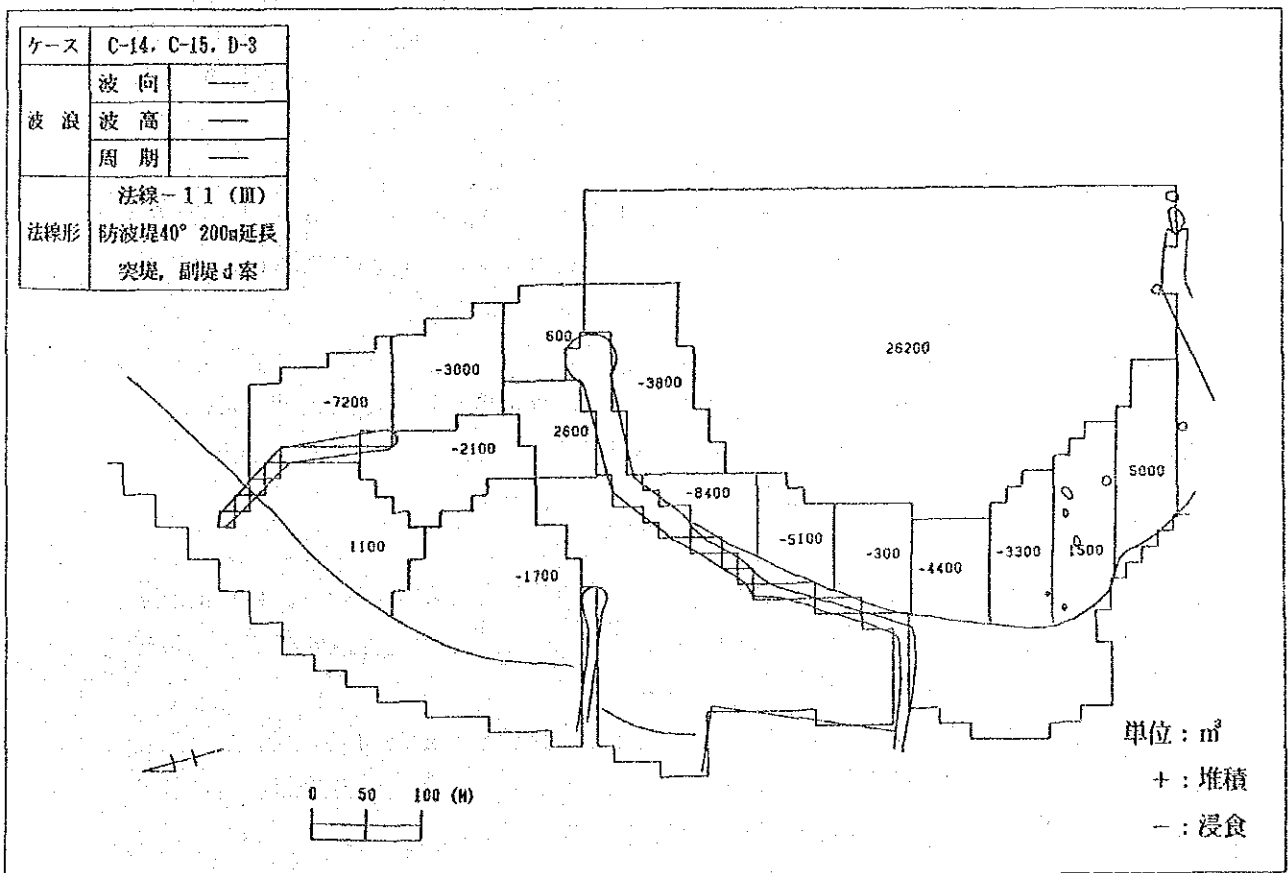 ケース C-14, C-15, D-3
波浪 波向 ——
波高 ——
周期 ——
法線形 法線-11 (Ⅲ)
防波堤40° 200m延長
突堤, 副堤d案
600
26200
-3000
-3800
-7200
2600
-2100
5000
-8400
1100
-5100
-300
-4400
-3300
1500
-1700
0 50 100 (M)
単位：m³
+：堆積
-：浸食